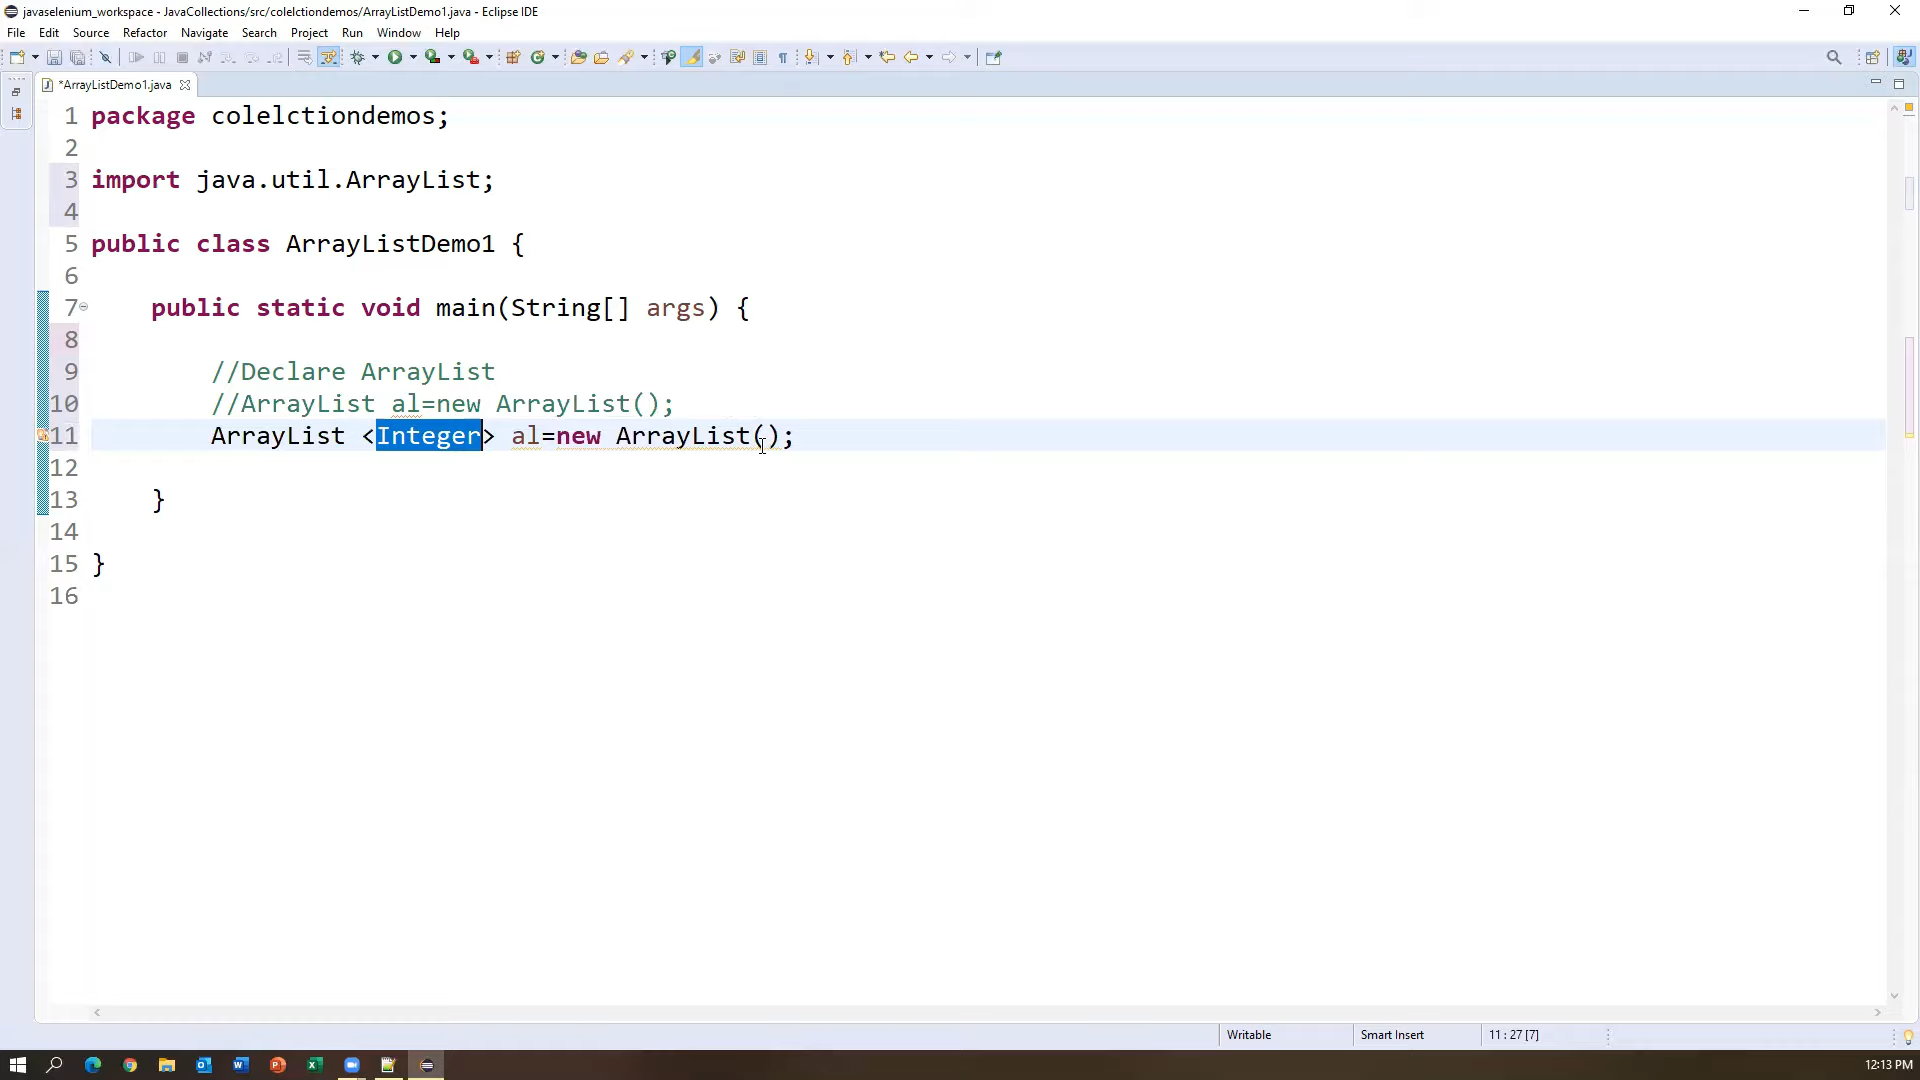 javaselenium_workspace - JavaCollections/src/colelctiondemos/ArrayListDemo1.java - Eclipse IDE
File Edit Source Refactor Navigate Search Project Run Window Help
*ArrayListDemo1.java
1 package colelctiondemos;
2
3 import java.util.ArrayList;
4
5 public class ArrayListDemo1 {
6
7 public static void main(String[] args) {
8
9 //Declare ArrayList
10 //ArrayList al=new ArrayList();
11 ArrayList <Integer> al=new ArrayList();
12
13 }
14
15 }
16
Writable Smart Insert 11 : 27 [7]
12:13 PM